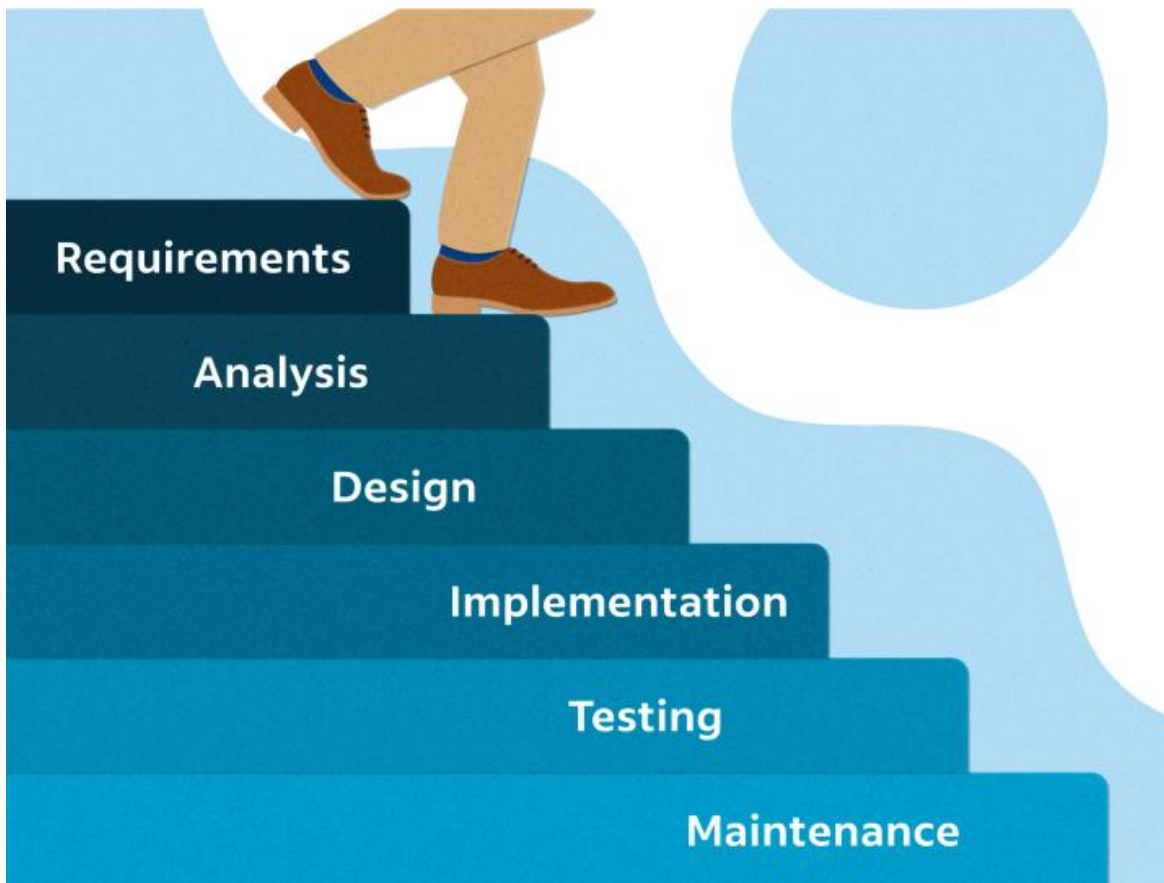 Requirements
Analysis
Design
Implementation
Testing
Maintenance